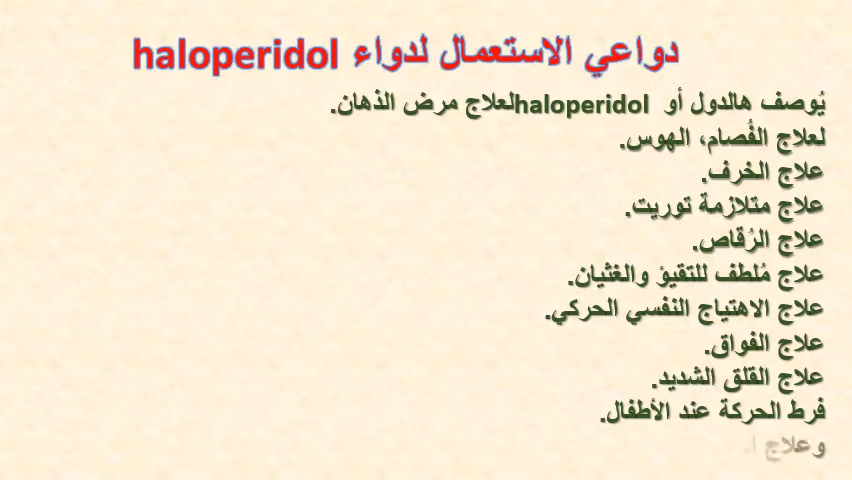 دواعي الاستعمال لدواء haloperidol
يُوصف هالدول أو haloperidolلعلاج مرض الذهان.
لعلاج الفُصام، الهوس.
علاج الخرف.
علاج متلازمة توريت.
علاج الرُقاص.
علاج مُلطف للتقيؤ والغثيان.
علاج الاهتياج النفسي الحركي.
علاج الفواق.
علاج القلق الشديد.
فرط الحركة عند الأطفال.
وعلاج